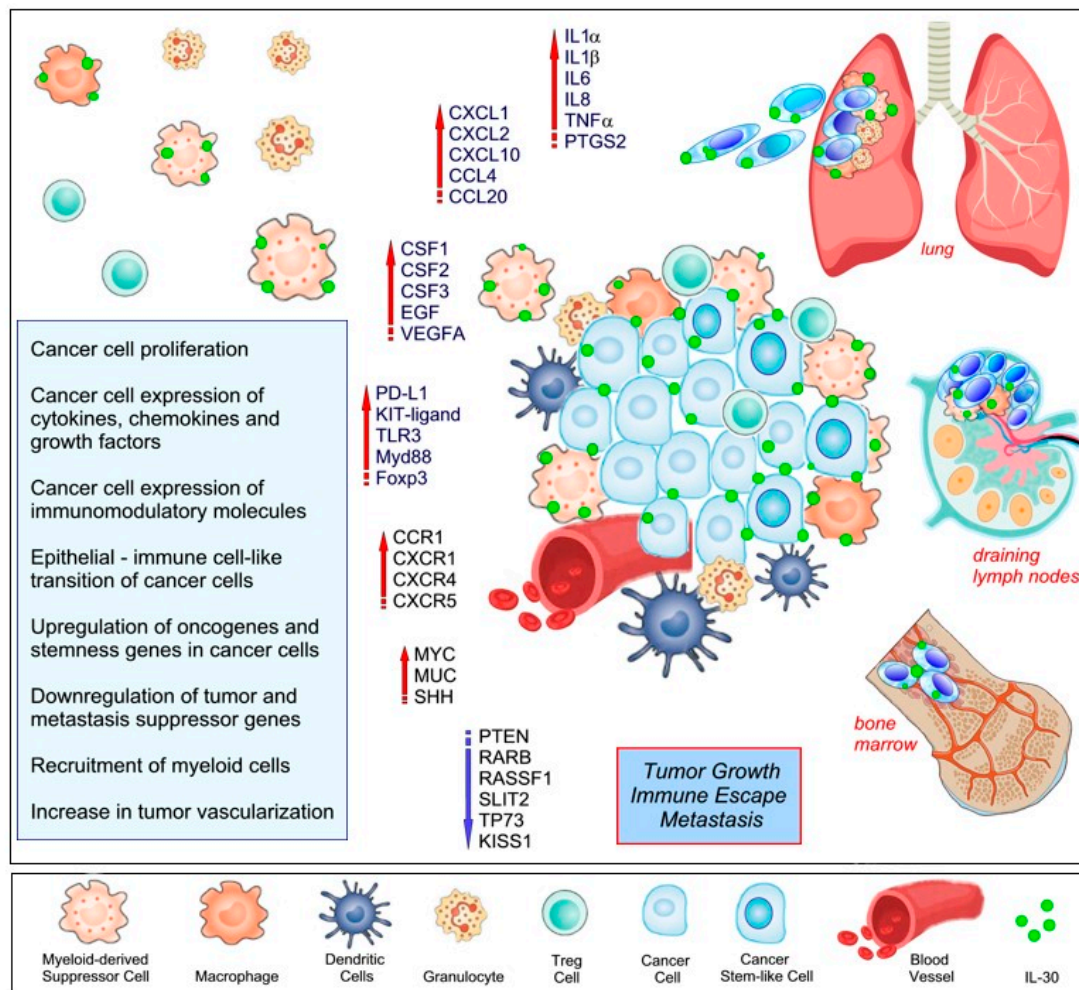 IL1α
IL1β
IL6
IL8
TNFα
PTGS2
CXCL1
CXCL2
CXCL10
CCL4
CCL20
lung
CSF1
CSF2
CSF3
EGF
VEGFA
Cancer cell proliferation
Cancer cell expression of
cytokines, chemokines and
growth factors
Cancer cell expression of
immunomodulatory molecules
Epithelial - immune cell-like
transition of cancer cells
Upregulation of oncogenes and
stemness genes in cancer cells
Downregulation of tumor and
metastasis suppressor genes
Recruitment of myeloid cells
Increase in tumor vascularization
PD-L1
KIT-ligand
TLR3
Myd88
Foxp3
CCR1
CXCR1
CXCR4
CXCR5
draining
lymph nodes
MYC
MUC
SHH
bone
marrow
PTEN
RARB
RASSF1
SLIT2
TP73
KISS1
Tumor Growth
Immune Escape
Metastasis
Myeloid-derived
Suppressor Cell
Macrophage
Dendritic
Cells
Granulocyte
Treg
Cell
Cancer
Cell
Cancer
Stem-like Cell
Blood
Vessel
IL-30